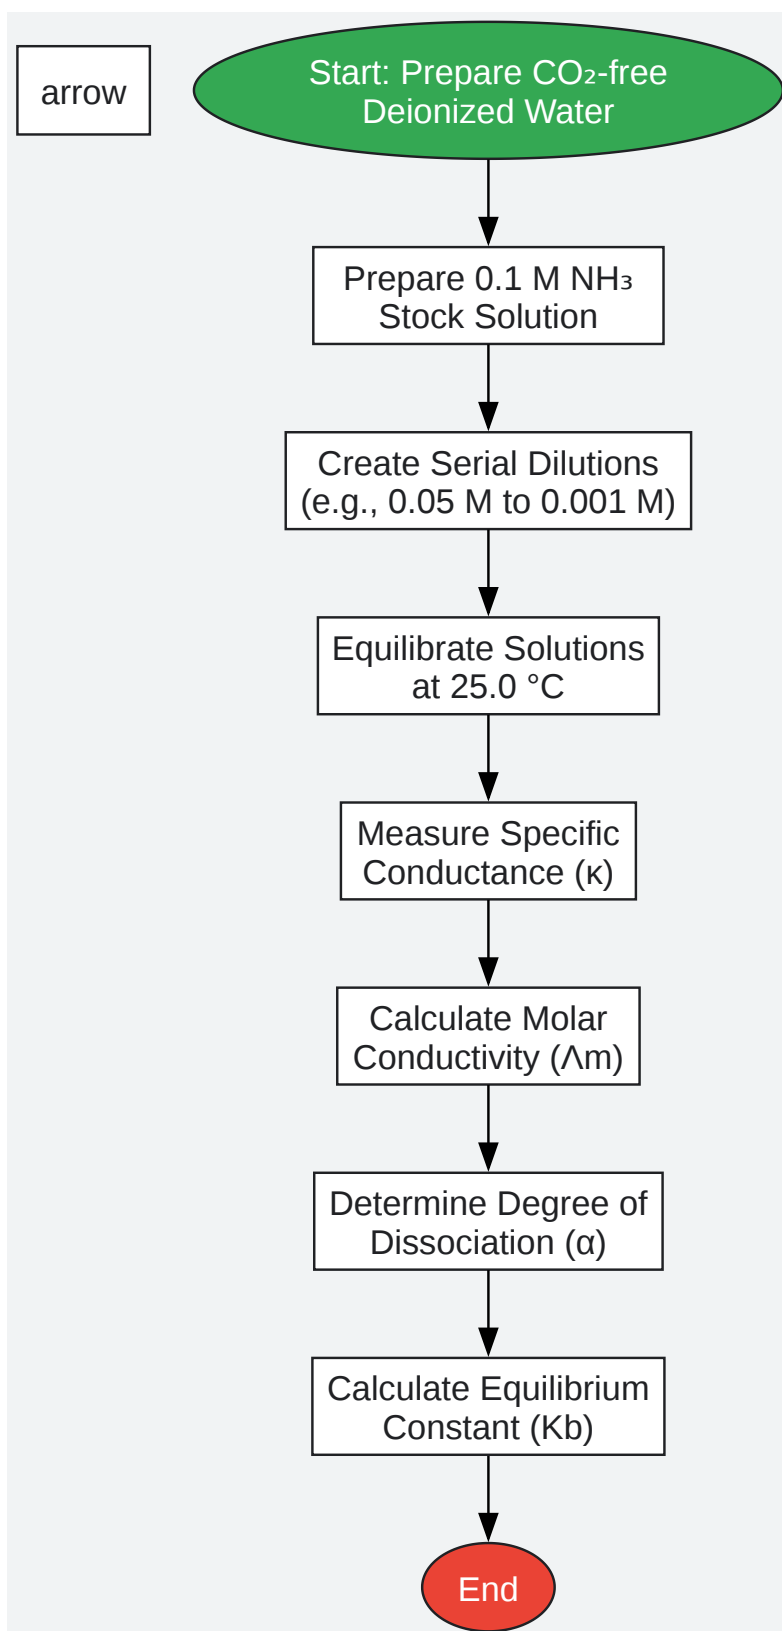 arrow
Start: Prepare CO₂-free
Deionized Water
Prepare 0.1 M NH₃
Stock Solution
Create Serial Dilutions
(e.g., 0.05 M to 0.001 M)
Equilibrate Solutions
at 25.0 °C
Measure Specific
Conductance (κ)
Calculate Molar
Conductivity (Λm)
Determine Degree of
Dissociation (α)
Calculate Equilibrium
Constant (Kb)
End